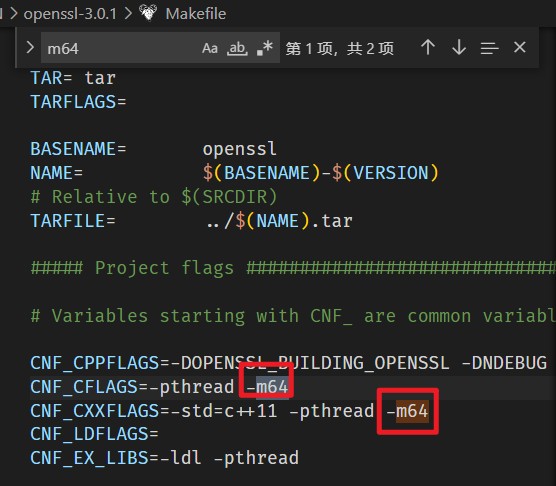 openssl-3.0.1 > Makefile
m64 Aa ab .* 第 1 项，共 2 项
TAR= tar
TARFLAGS=
BASENAME= openssl
NAME= $(BASENAME)-$(VERSION)
# Relative to $(SRCDIR)
TARFILE= ../$(NAME).tar
##### Project flags ##############################
# Variables starting with CNF_ are common variabl
CNF_CPPFLAGS=-DOPENSSL_BUILDING_OPENSSL -DNDEBUG
CNF_CFLAGS=-pthread -m64
CNF_CXXFLAGS=-std=c++11 -pthread -m64
CNF_LDFLAGS=
CNF_EX_LIBS=-ldl -pthread